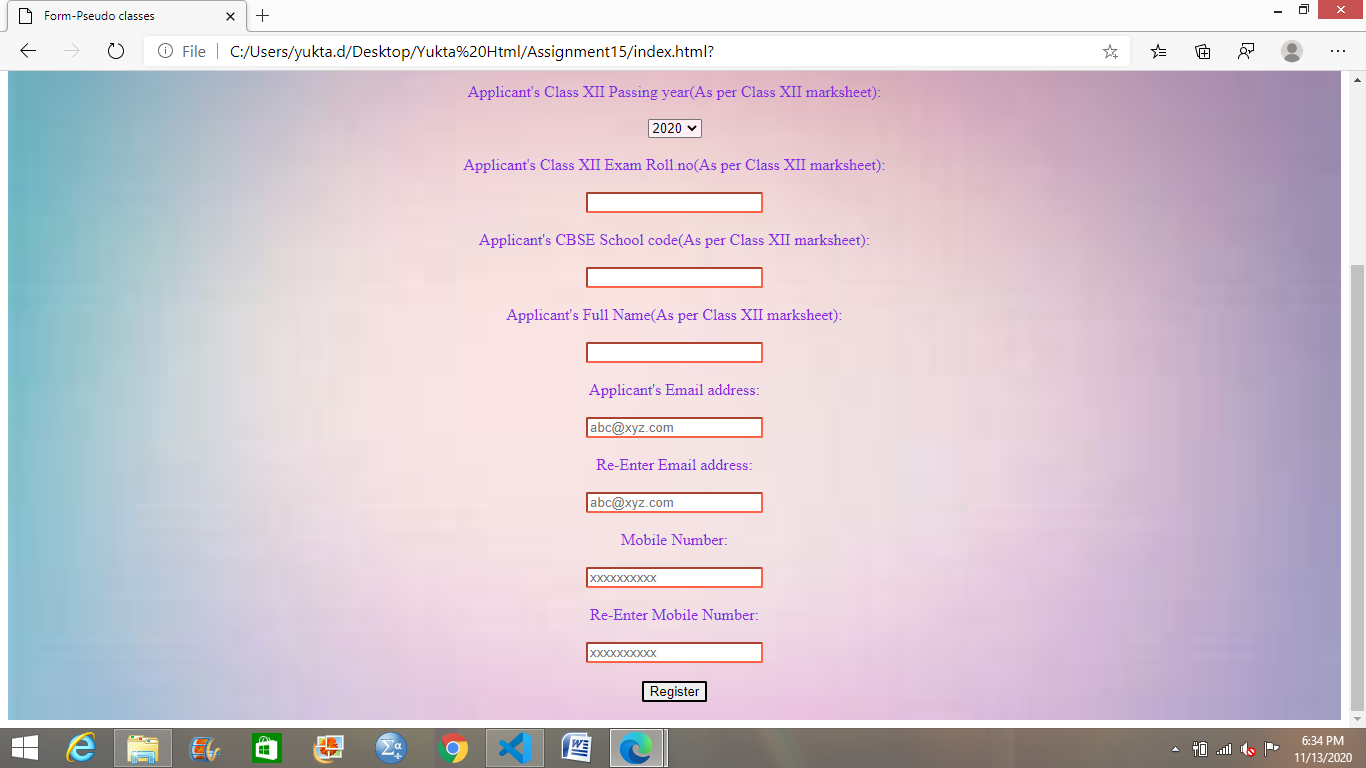 Form-Pseudo classes
File
C:/Users/yukta.d/Desktop/Yukta%20Html/Assignment15/index.html?
Applicant's Class XII Passing year(As per Class XII marksheet):
2020
Applicant's Class XII Exam Roll.no(As per Class XII marksheet):
Applicant's CBSE School code(As per Class XII marksheet):
Applicant's Full Name(As per Class XII marksheet):
Applicant's Email address:
abc@xyz.com
Re-Enter Email address:
abc@xyz.com
Mobile Number:
xxxxxxxxxx
Re-Enter Mobile Number:
xxxxxxxxxx
Register
6:34 PM
11/13/2020